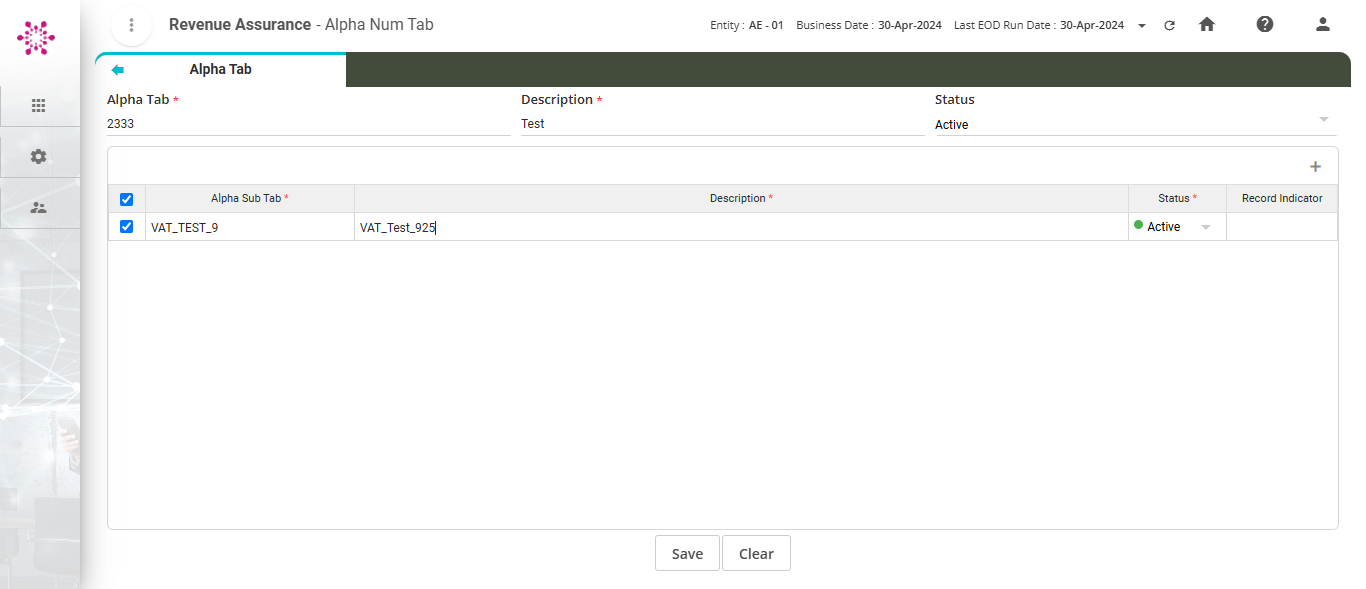 Revenue Assurance - Alpha Num Tab
Entity : AE - 01 Business Date : 30-Apr-2024 Last EOD Run Date : 30-Apr-2024
Alpha Tab
Alpha Tab * Description * Status
2333 Test Active
+
Alpha Sub Tab * Description * Status * Record Indicator
VAT_TEST_9 VAT_Test_925 Active
Save Clear